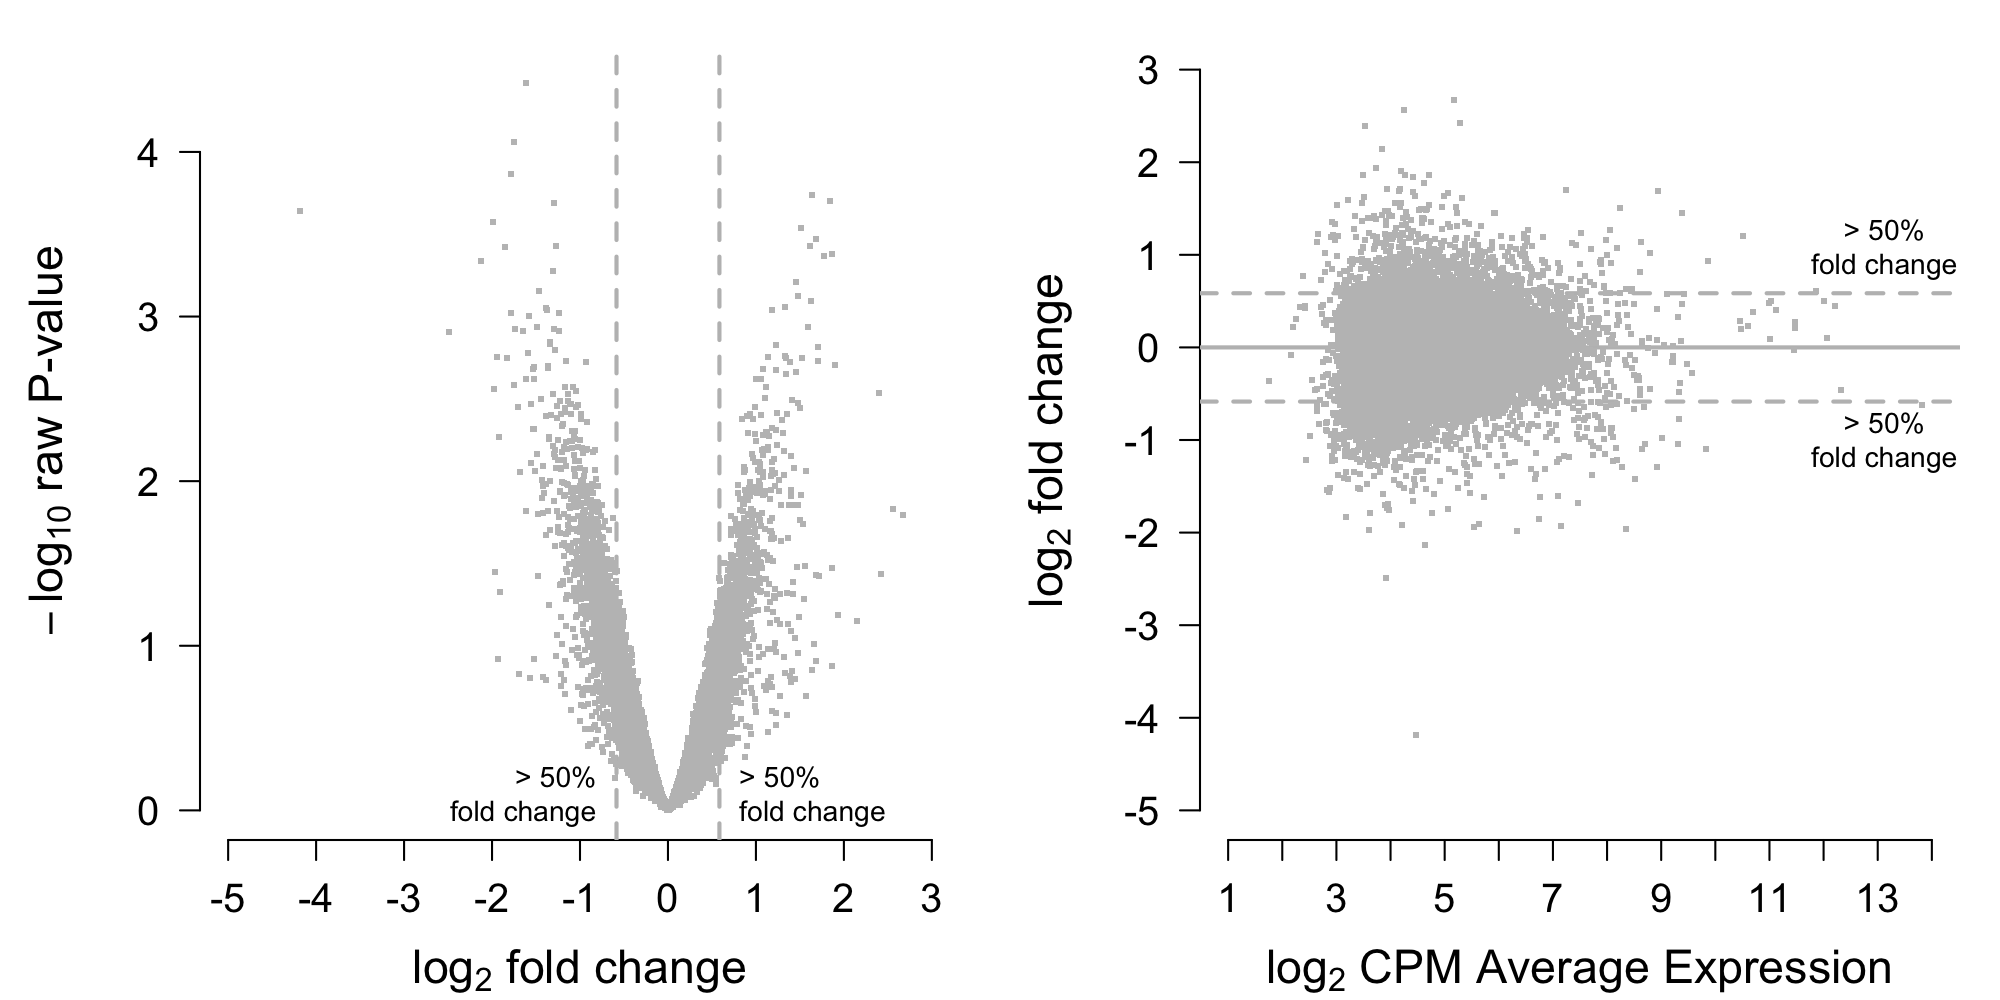 − log10 raw P-value
4
3
2
1
0
> 50%
fold change
> 50%
fold change
-5 -4 -3 -2 -1 0 1 2 3
log2 fold change
log2 fold change
3
2
1
0
-1
-2
-3
-4
-5
> 50%
fold change
> 50%
fold change
1 3 5 7 9 11 13
log2 CPM Average Expression